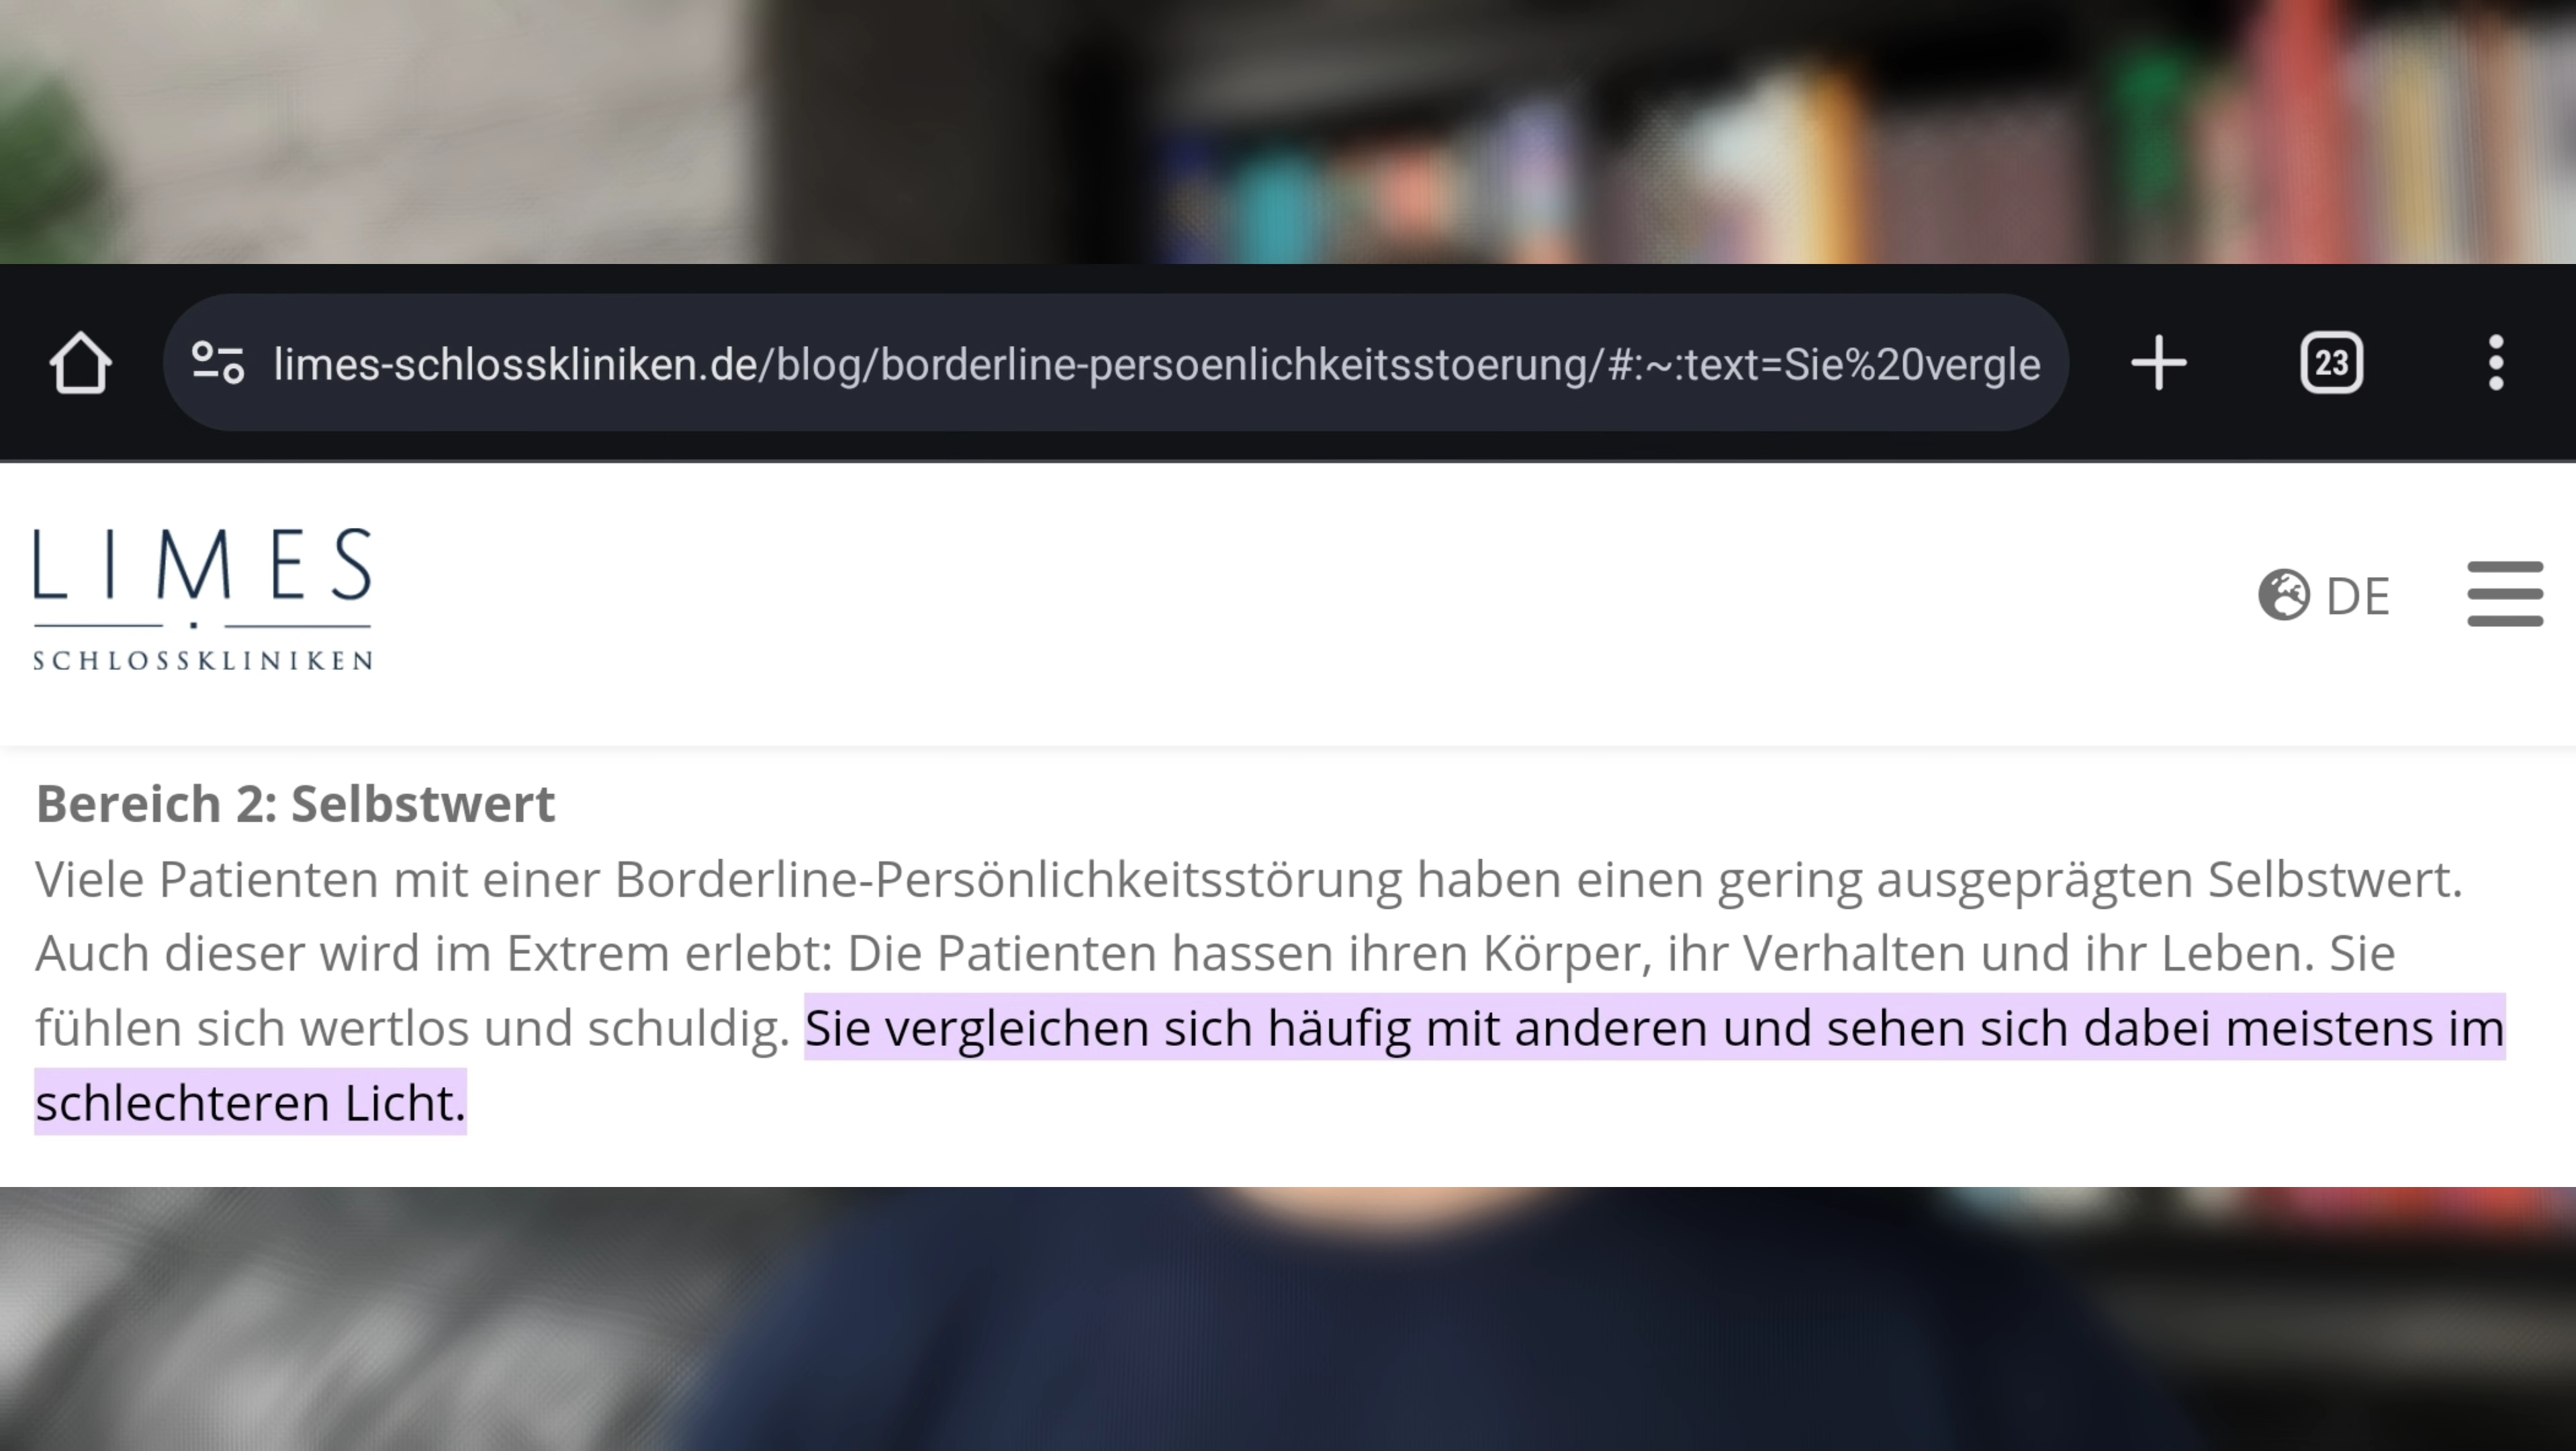 limes-schlosskliniken.de/blog/borderline-persoenlichkeitsstoerung/#:~:text=Sie%20vergle
23
LIMES
SCHLOSSKLINIKEN
DE
Bereich 2: Selbstwert
Viele Patienten mit einer Borderline-Persönlichkeitsstörung haben einen gering ausgeprägten Selbstwert.
Auch dieser wird im Extrem erlebt: Die Patienten hassen ihren Körper, ihr Verhalten und ihr Leben. Sie
fühlen sich wertlos und schuldig. Sie vergleichen sich häufig mit anderen und sehen sich dabei meistens im
schlechteren Licht.